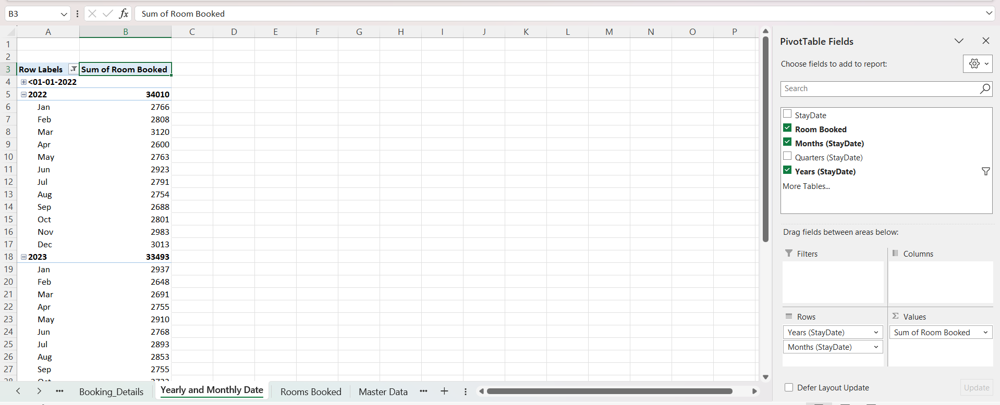 B3 fx Sum of Room Booked
A B C D E F G H I J K L M N O P
1
2
3 Row Labels Sum of Room Booked
4 <01-01-2022
5 2022 34010
6 Jan 2766
7 Feb 2808
8 Mar 3120
9 Apr 2600
10 May 2763
11 Jun 2923
12 Jul 2791
13 Aug 2754
14 Sep 2688
15 Oct 2801
16 Nov 2983
17 Dec 3013
18 2023 33493
19 Jan 2937
20 Feb 2648
21 Mar 2691
22 Apr 2755
23 May 2910
24 Jun 2768
25 Jul 2893
26 Aug 2853
27 Sep 2755
Booking_Details Yearly and Monthly Date Rooms Booked Master Data
PivotTable Fields
Choose fields to add to report:
Search
StayDate
Room Booked
Months (StayDate)
Quarters (StayDate)
Years (StayDate)
More Tables...
Drag fields between areas below:
Filters
Columns
Rows
Years (StayDate)
Months (StayDate)
Σ Values
Sum of Room Booked
Defer Layout Update
Update